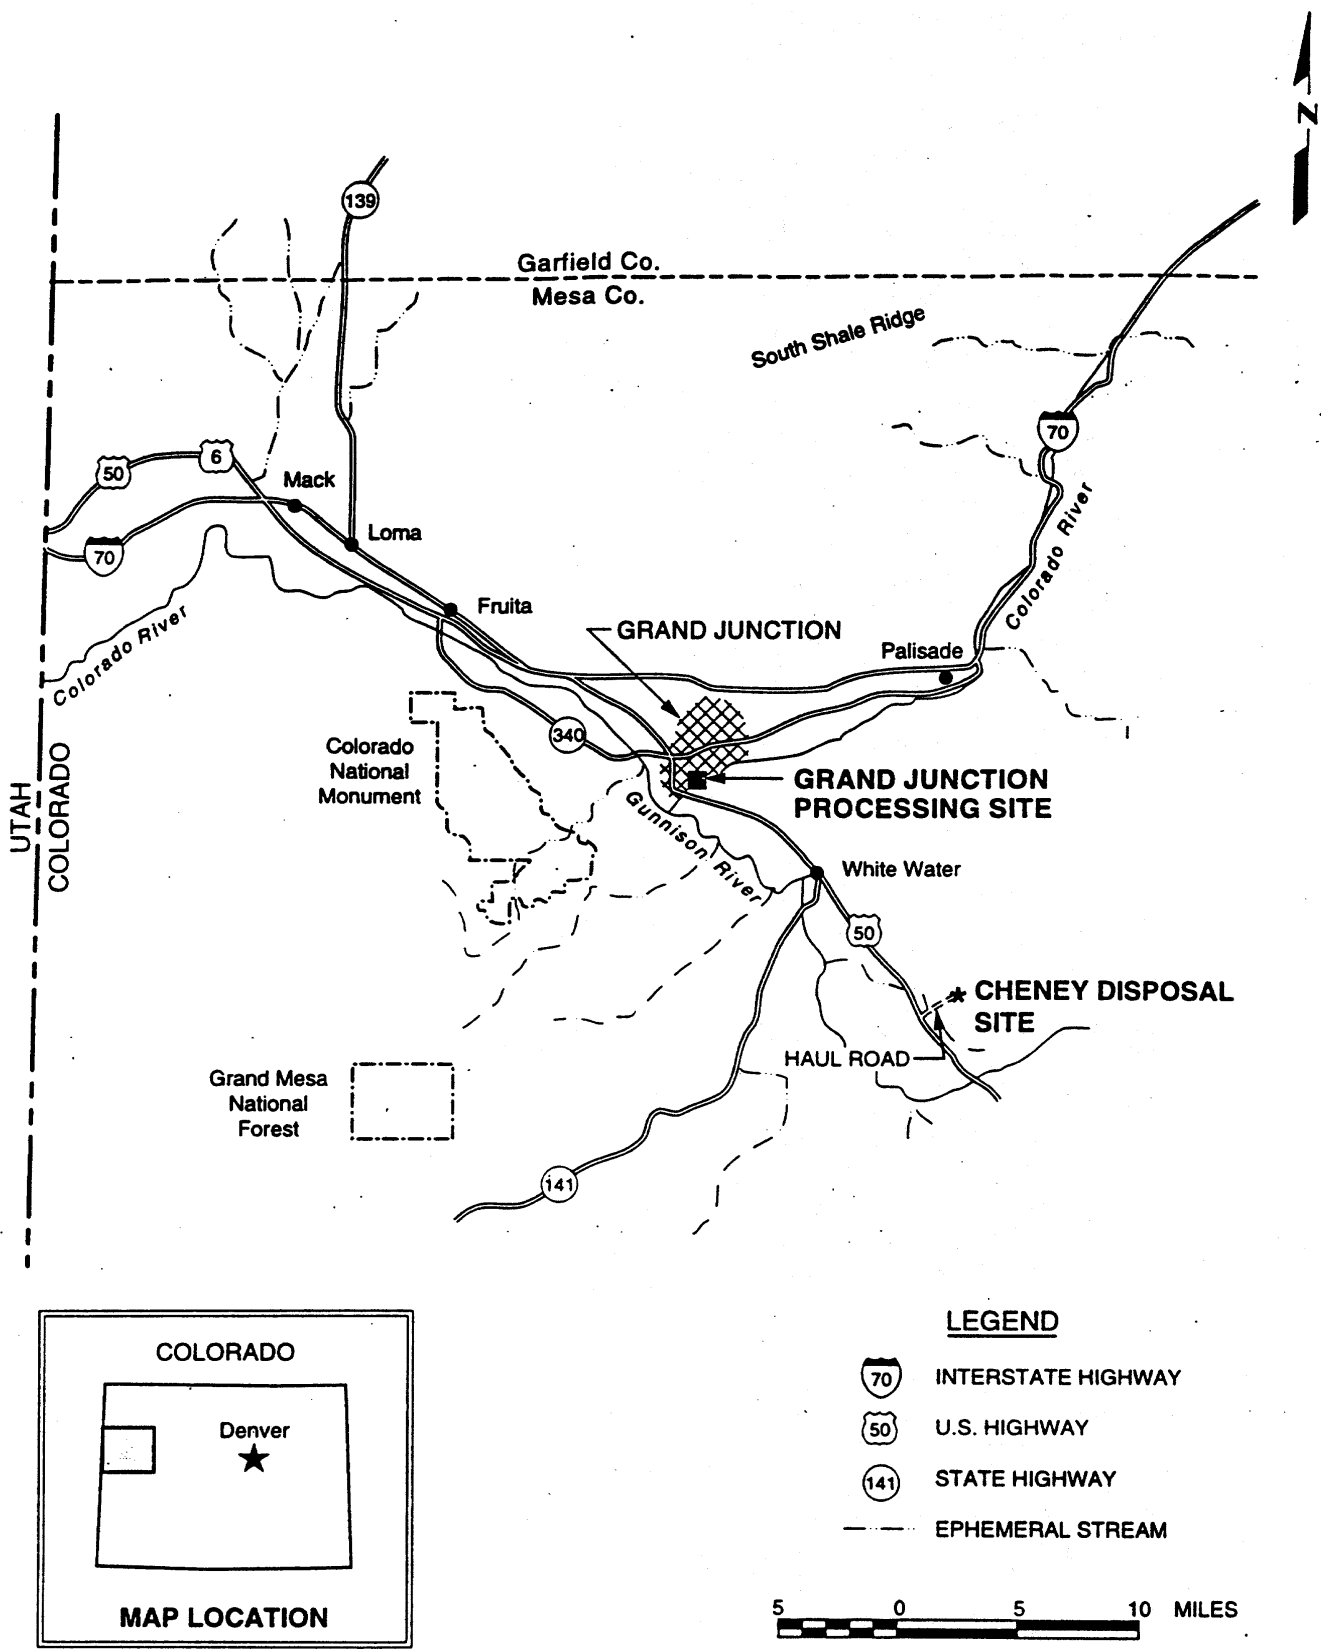 N
139
Garfield Co.
Mesa Co.
South Shale Ridge
70
6
50
Mack
Loma
70
Colorado River
Fruita
GRAND JUNCTION
Palisade
Colorado River
340
Colorado
National
Monument
UTAH
COLORADO
GRAND JUNCTION
PROCESSING SITE
Gunnison River
White Water
50
CHENEY DISPOSAL
SITE
HAUL ROAD
Grand Mesa
National
Forest
141
COLORADO
Denver
MAP LOCATION
LEGEND
70 INTERSTATE HIGHWAY
50 U.S. HIGHWAY
141 STATE HIGHWAY
EPHEMERAL STREAM
5 0 5 10 MILES